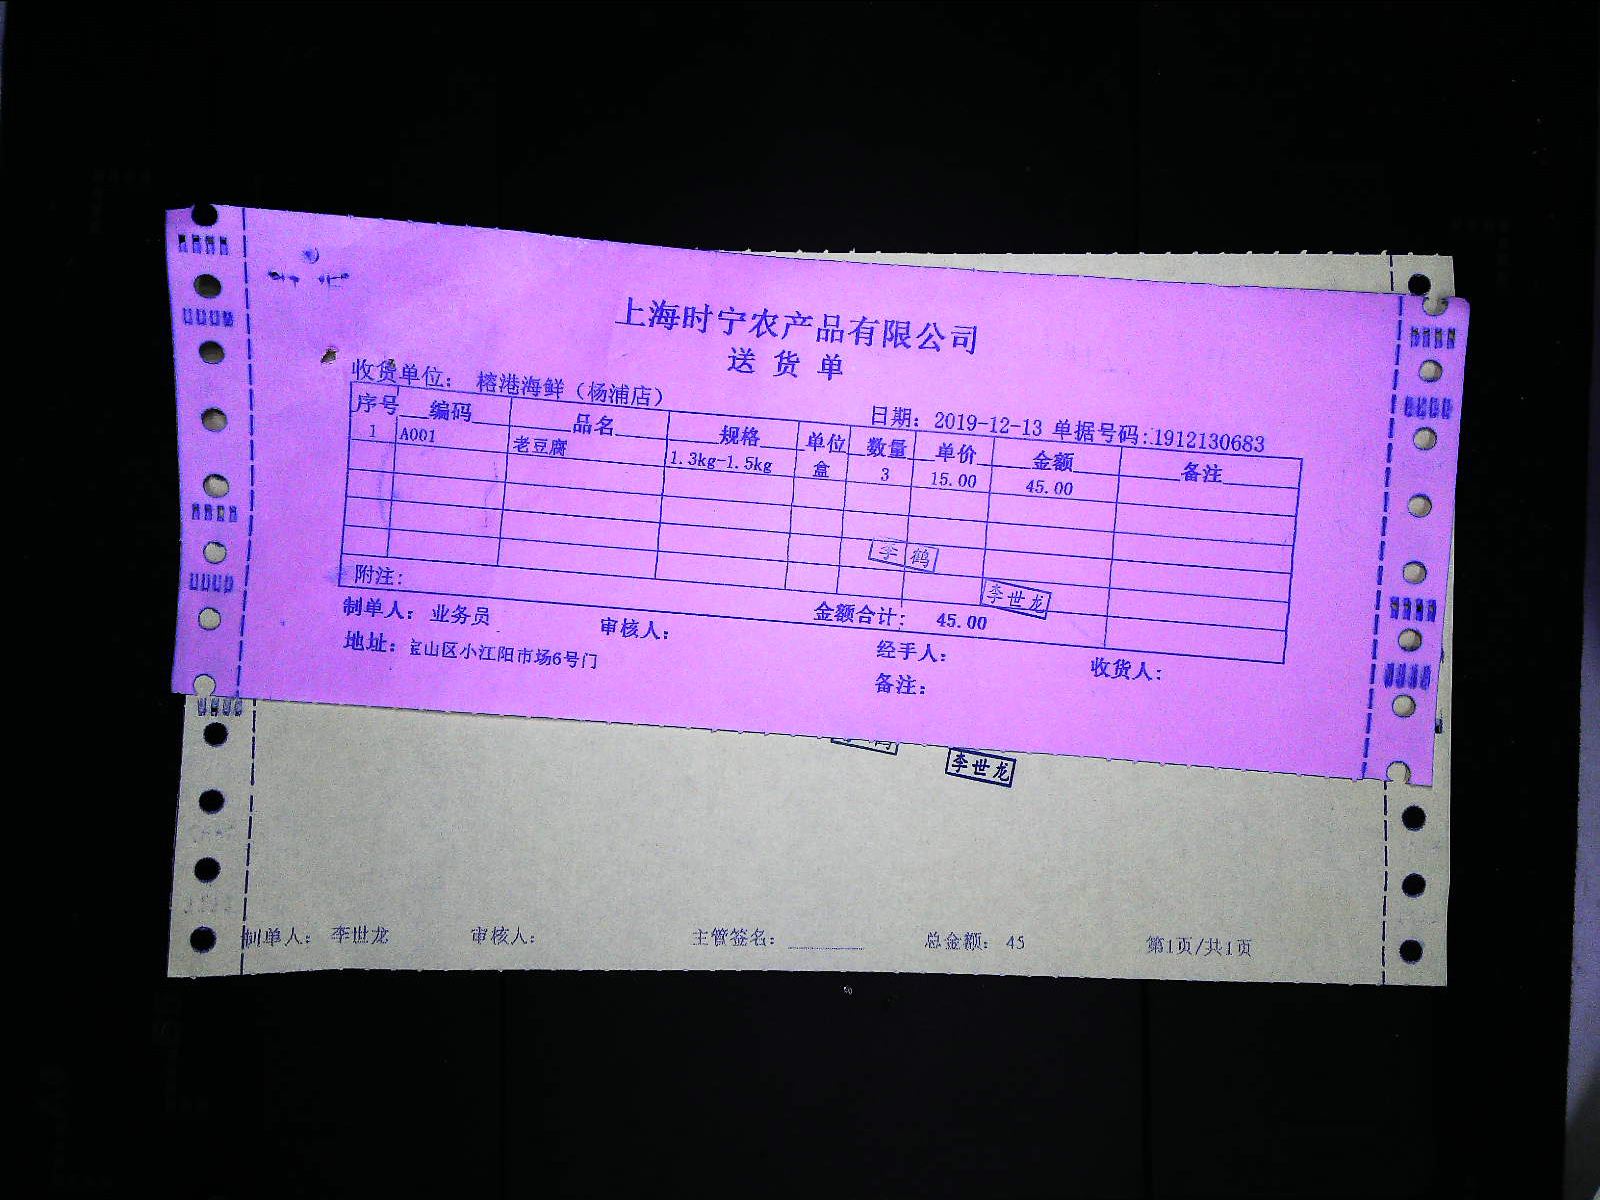 上海时宁农产品有限公司
送货单
收货单位： 榕港海鲜（杨浦店） 日期：2019-12-13 单据号码：1912130683
序号 编码 品名 规格 单位 数量 单价 金额 备注
1 A001 老豆腐 1.3kg-1.5kg 盒 3 15.00 45.00
李鹤
李世龙
附注： 金额合计： 45.00
制单人： 业务员 审核人： 经手人： 收货人：
地址：宝山区小江阳市场6号门 备注：
李世龙
制单人： 李世龙 审核人： 主管签名：________ 总金额： 45 第1页/共1页